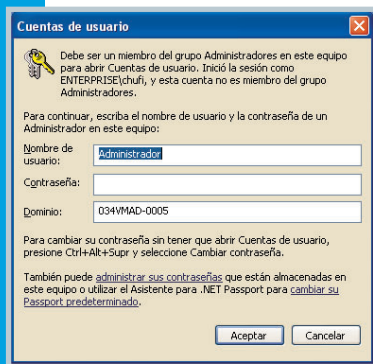 Cuentas de usuario
Debe ser un miembro del grupo Administradores en este equipo
para abrir Cuentas de usuario. Inició la sesión como
ENTERPRISE\chufi, y esta cuenta no es miembro del grupo
Administradores.
Para continuar, escriba el nombre de usuario y la contraseña de un
Administrador en este equipo:
Nombre de
usuario:
Administrador
Contraseña:
Dominio:
034VMAD-0005
Para cambiar su contraseña sin tener que abrir Cuentas de usuario,
presione Ctrl+Alt+Supr y seleccione Cambiar contraseña.
También puede administrar sus contraseñas que están almacenadas en
este equipo o utilizar el Asistente para .NET Passport para cambiar su
Passport predeterminado.
Aceptar
Cancelar